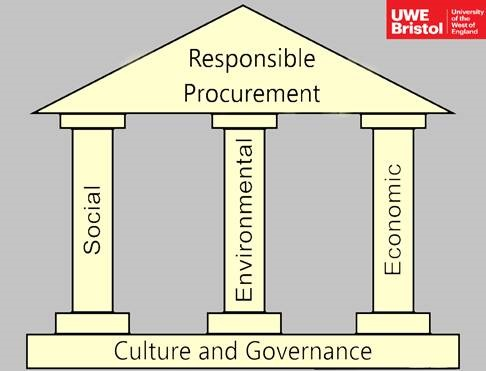 UWE
Bristol
University
of the
West of
England
Responsible
Procurement
Social
Environmental
Economic
Culture and Governance